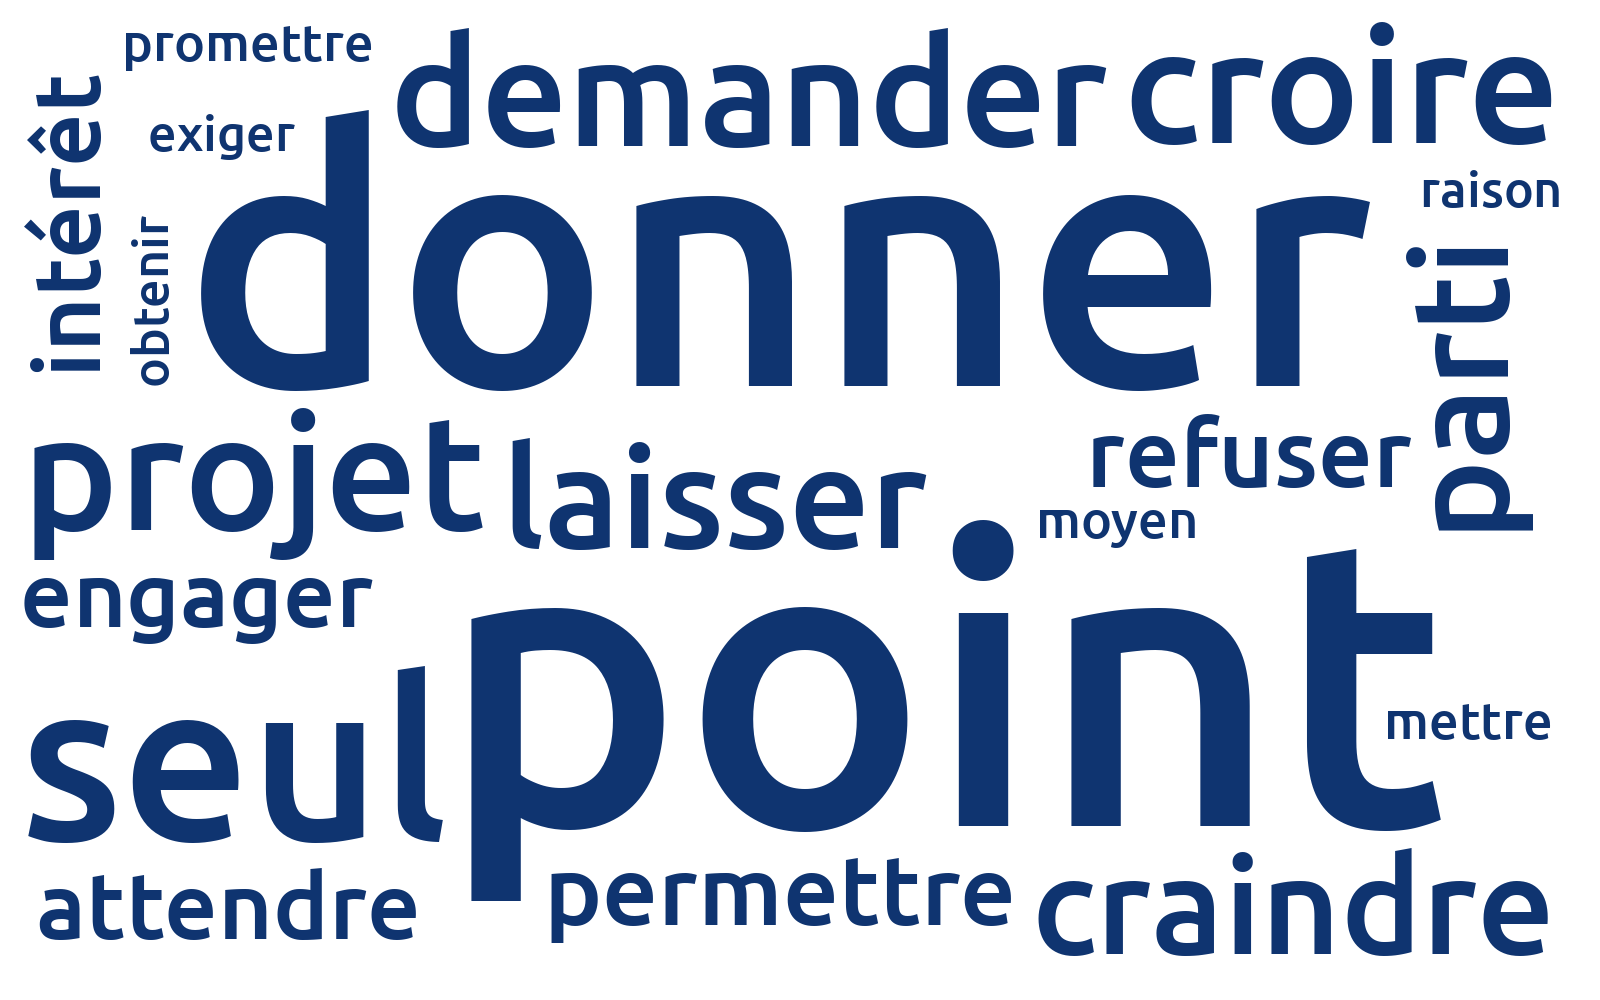 promettre
demander
croire
intérêt
exiger
donner
raison
obtenir
parti
projet
laisser
refuser
moyen
engager
point
seul
mettre
attendre
permettre
craindre